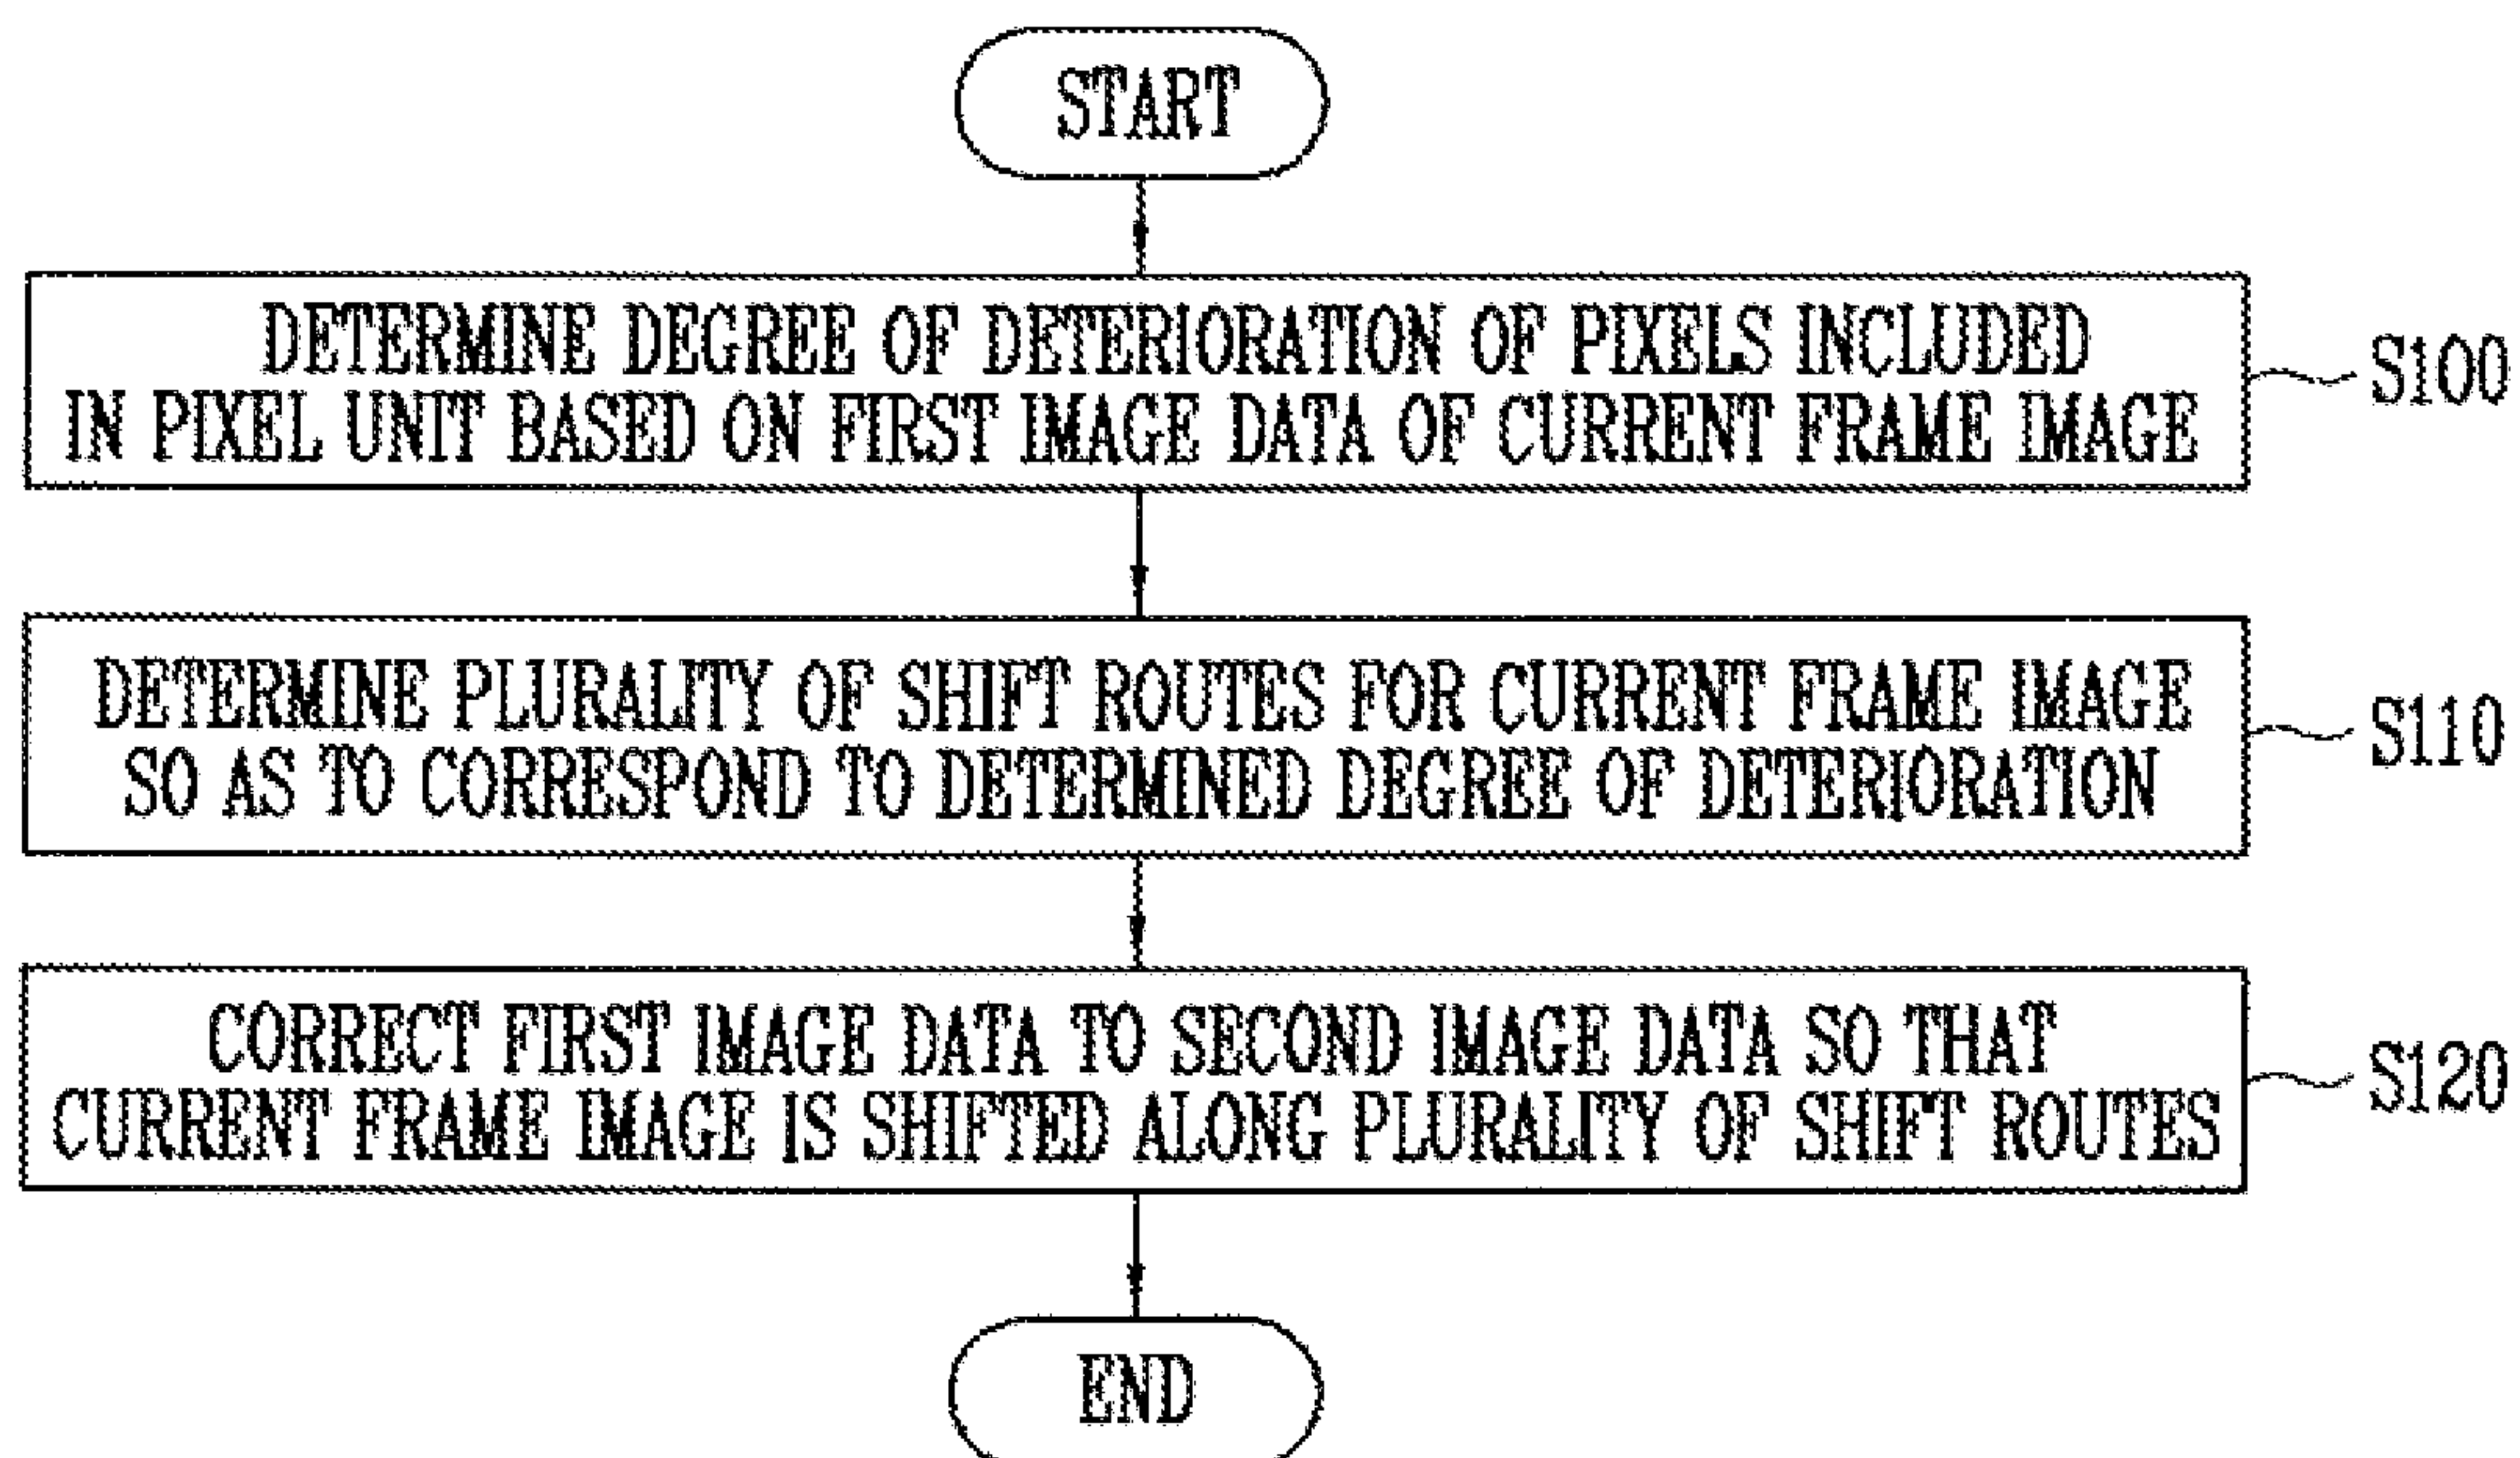 START
DETERMINE DEGREE OF DETERIORATION OF PIXELS INCLUDED
IN PIXEL UNIT BASED ON FIRST IMAGE DATA OF CURRENT FRAME IMAGE
S100
DETERMINE PLURALITY OF SHIFT ROUTES FOR CURRENT FRAME IMAGE
SO AS TO CORRESPOND TO DETERMINED DEGREE OF DETERIORATION
S110
CORRECT FIRST IMAGE DATA TO SECOND IMAGE DATA SO THAT
CURRENT FRAME IMAGE IS SHIFTED ALONG PLURALITY OF SHIFT ROUTES
S120
END